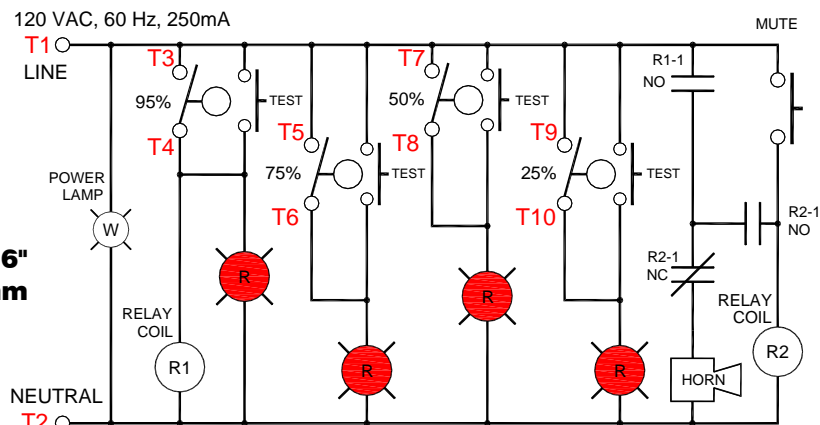 120 VAC, 60 Hz, 250mA
T1
LINE
MUTE
T3
95%
T4
TEST
T5
75%
T6
TEST
T7
50%
T8
TEST
T9
25%
T10
TEST
R1-1
NO
POWER
LAMP
W
R2-1
NO
R2-1
NC
6"
R
R
R
R
RELAY
COIL
R1
RELAY
COIL
R2
HORN
NEUTRAL
T2